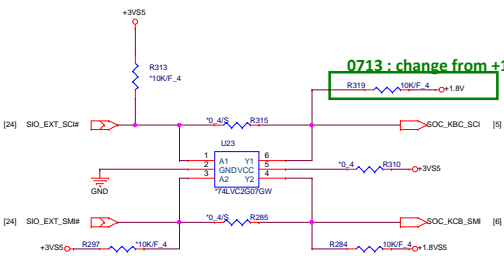 +3VS5
R313
*10K/F_4
0713 : change from +1
R319 10K/F_4 +1.8V
[24] SIO_EXT_SCI# *0_4/S R315 SOC_KBC_SCI [5]
U23
1 A1 Y1 6
2 GND VCC 5 *0_4 R310 +3VS5
3 A2 Y2 4
GND
*74LVC2G07GW
[24] SIO_EXT_SMI# *0_4/S R285 SOC_KCB_SMI [6]
+3VS5 R297 *10K/F_4 R284 10K/F_4 +1.8VS5